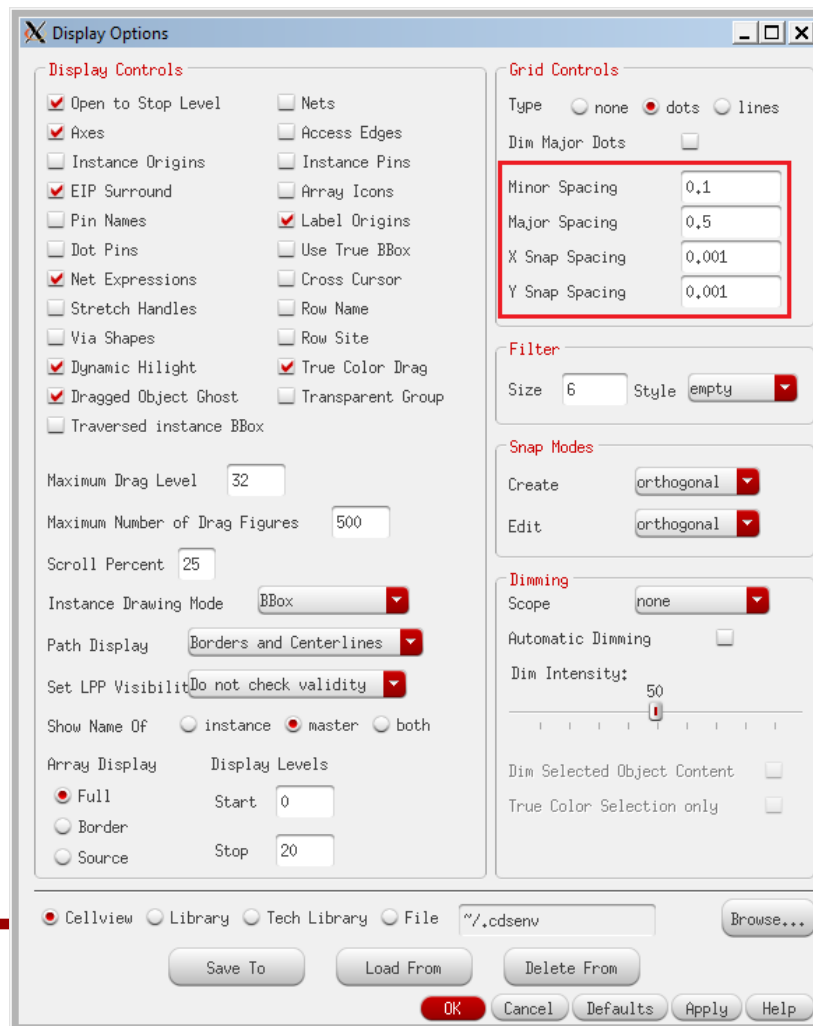 Display Options
Display Controls
Open to Stop Level
Nets
Axes
Access Edges
Instance Origins
Instance Pins
EIP Surround
Array Icons
Pin Names
Label Origins
Dot Pins
Use True BBox
Net Expressions
Cross Cursor
Stretch Handles
Row Name
Via Shapes
Row Site
Dynamic Hilight
True Color Drag
Dragged Object Ghost
Transparent Group
Traversed instance BBox
Maximum Drag Level 32
Maximum Number of Drag Figures 500
Scroll Percent 25
Instance Drawing Mode BBox
Path Display Borders and Centerlines
Set LPP Visibilit Do not check validity
Show Name Of instance master both
Array Display
Full
Border
Source
Display Levels
Start 0
Stop 20
Grid Controls
Type none dots lines
Dim Major Dots
Minor Spacing 0.1
Major Spacing 0.5
X Snap Spacing 0.001
Y Snap Spacing 0.001
Filter
Size 6 Style empty
Snap Modes
Create orthogonal
Edit orthogonal
Dimming
Scope none
Automatic Dimming
Dim Intensity:
50
Dim Selected Object Content
True Color Selection only
Cellview Library Tech Library File ~/.cdsenv Browse...
Save To Load From Delete From
OK Cancel Defaults Apply Help